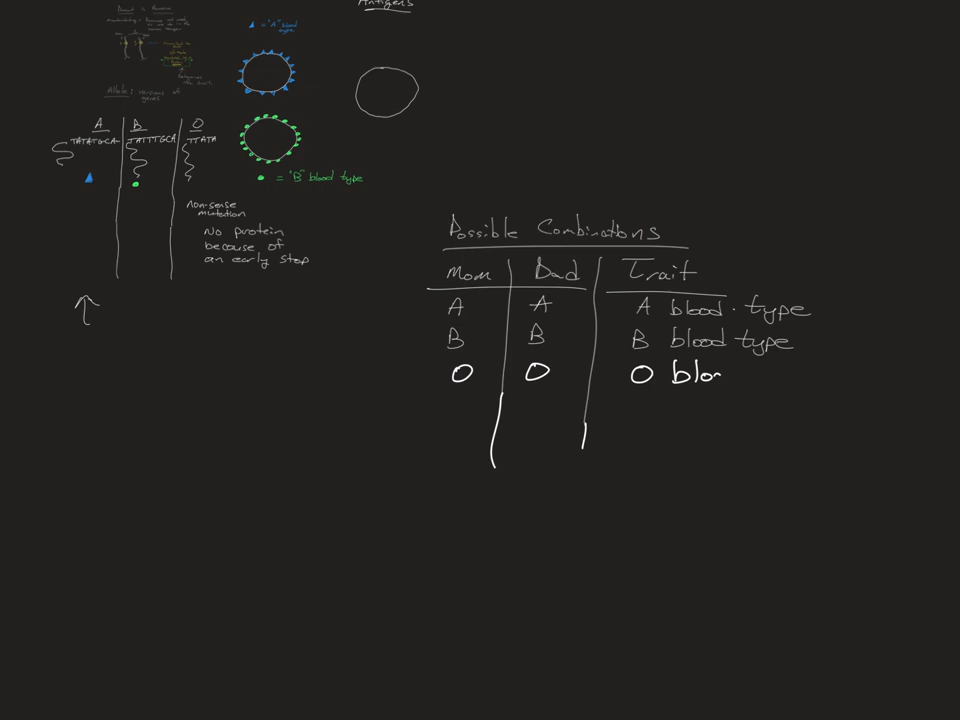 Antigens
▲ = "A" blood type.
Allele: versions of genes
A B O
TATATGCA TATTTGCA TTATA
• = "B" blood type
Non-sense mutation
No protein
because of
an early stop
Possible Combinations
Mom Dad Trait
A A A blood type
B B B blood type
O O O bloo